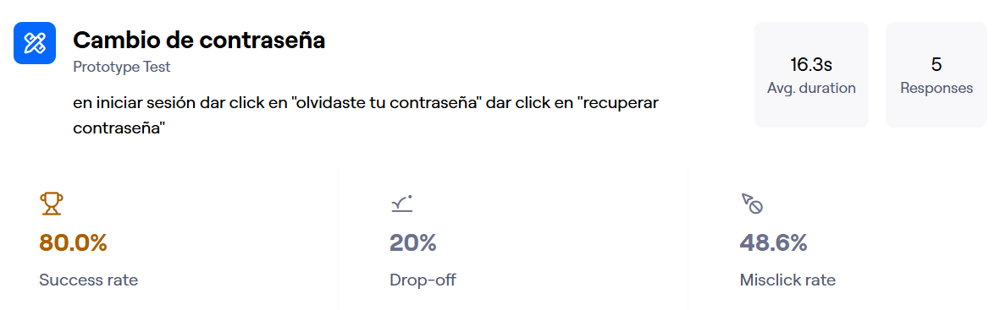 Cambio de contraseña
Prototype Test
en iniciar sesión dar click en "olvidaste tu contraseña" dar click en "recuperar
contraseña"
16.3s
Avg. duration
5
Responses
80.0%
Success rate
20%
Drop-off
48.6%
Misclick rate